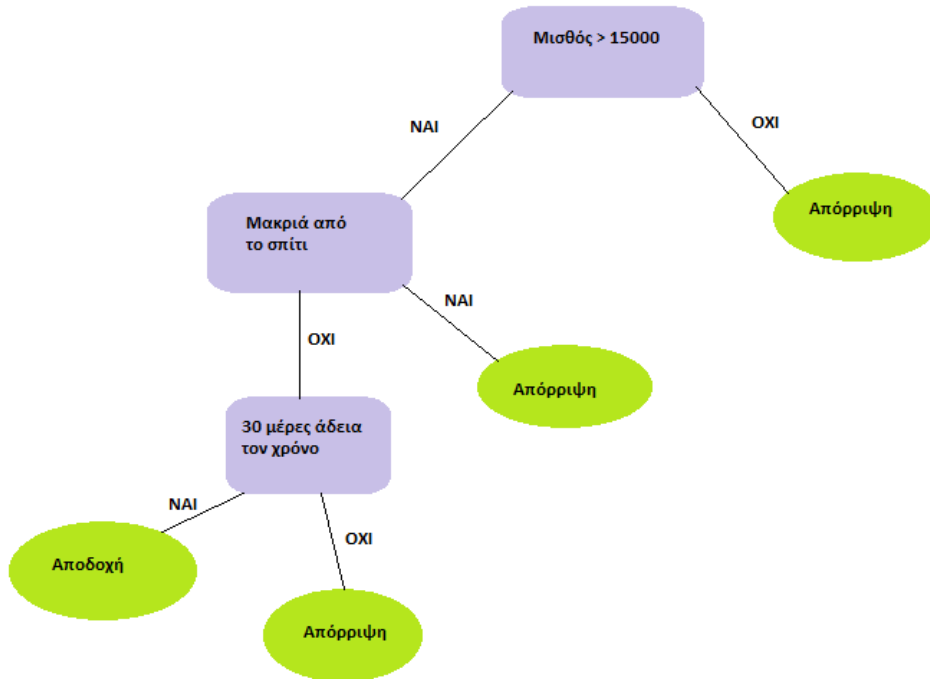 Μισθός > 15000
ΝΑΙ
ΟΧΙ
Απόρριψη
Μακριά από
το σπίτι
ΝΑΙ
ΟΧΙ
Απόρριψη
30 μέρες άδεια
τον χρόνο
ΝΑΙ
ΟΧΙ
Αποδοχή
Απόρριψη